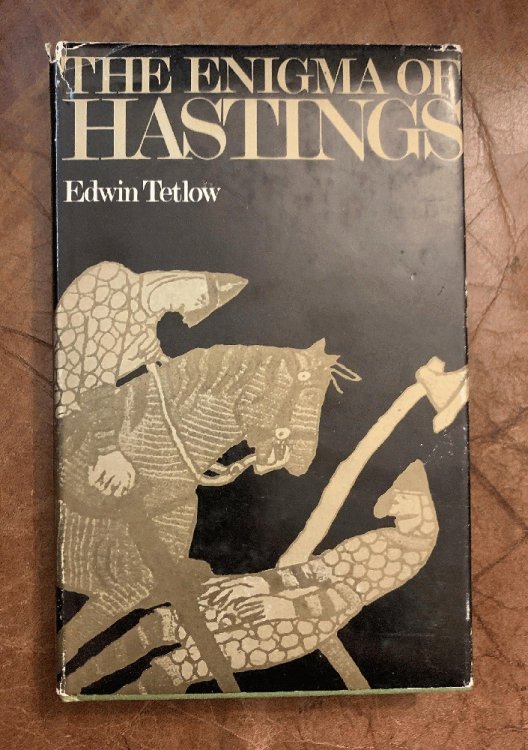 THE ENIGMA OF
HASTINGS
Edwin Tetlow